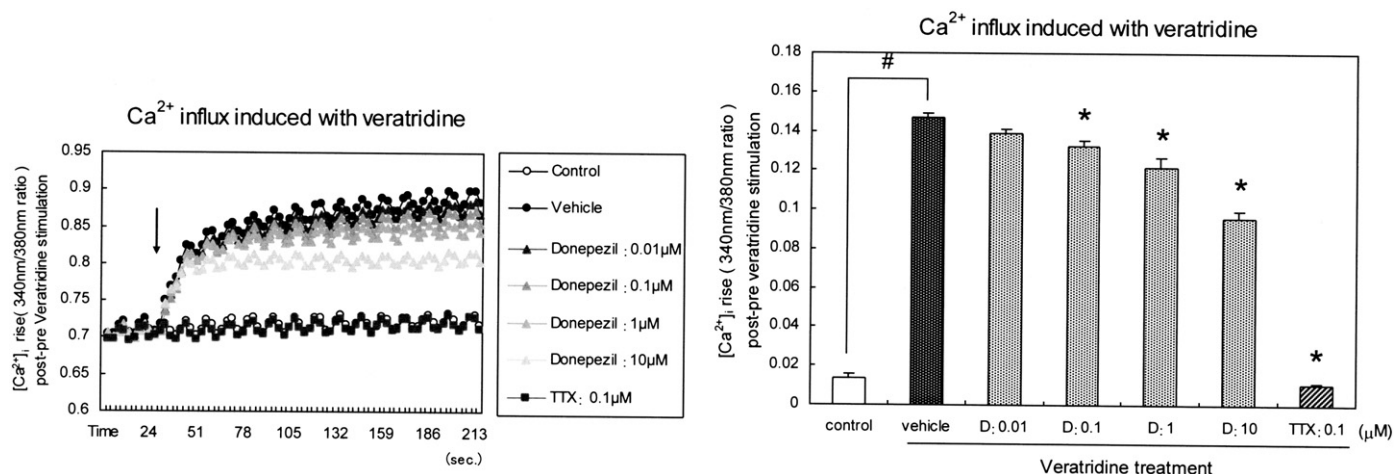 Ca2+ influx induced with veratridine
[Ca2+]i rise( 340nm/380nm ratio )
post-pre Veratridine stimulation
0.95
0.9
0.85
0.8
0.75
0.7
0.65
0.6
Time 24 51 78 105 132 159 186 213
(sec.)
Control
Vehicle
Donepezil : 0.01µM
Donepezil : 0.1µM
Donepezil : 1µM
Donepezil : 10µM
TTX : 0.1µM
Ca2+ influx induced with veratridine
[Ca2+]i rise ( 340nm/380nm ratio )
post-pre veratridine stimulation
0.18
0.16
0.14
0.12
0.1
0.08
0.06
0.04
0.02
0
#
*
*
*
*
control vehicle D : 0.01 D : 0.1 D : 1 D : 10 TTX : 0.1 (µM)
Veratridine treatment